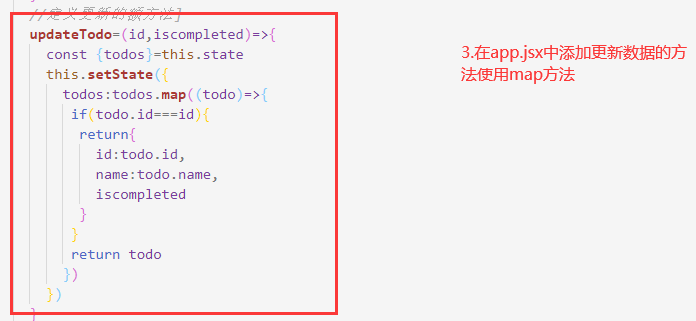 //定义更新的额方法]
updateTodo=(id,iscompleted)=>{
const {todos}=this.state
this.setState({
todos:todos.map((todo)=>{
if(todo.id===id){
return{
id:todo.id,
name:todo.name,
iscompleted
}
}
return todo
})
})
}
3.在app.jsx中添加更新数据的方
法使用map方法